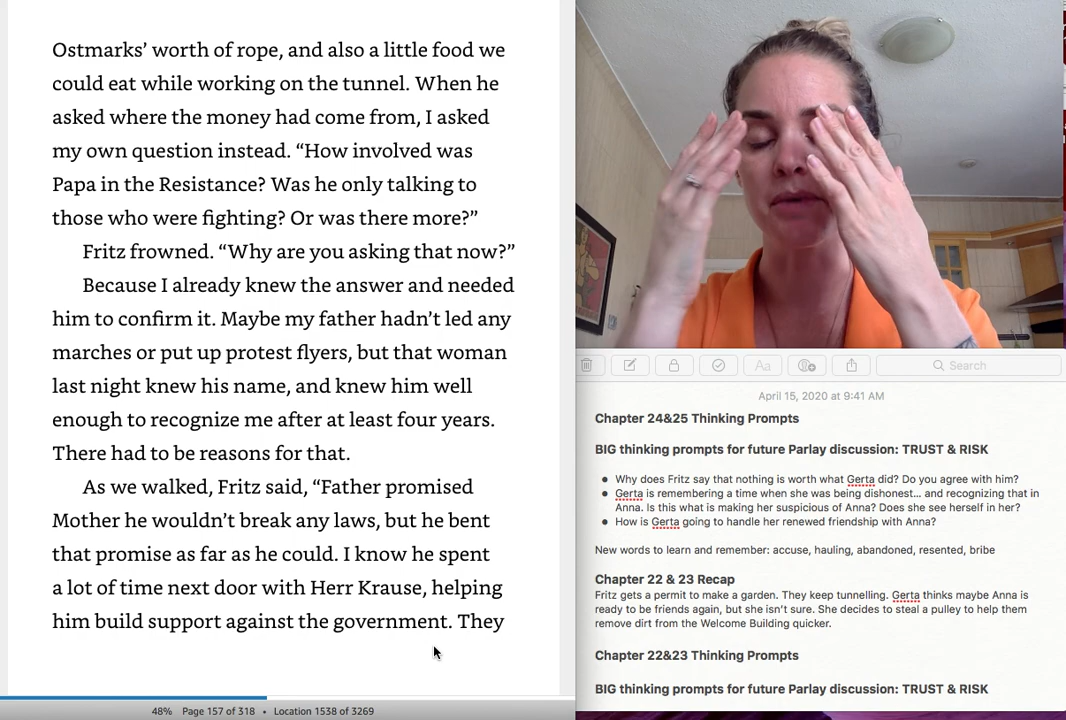 Ostmarks’ worth of rope, and also a little food we
could eat while working on the tunnel. When he
asked where the money had come from, I asked
my own question instead. “How involved was
Papa in the Resistance? Was he only talking to
those who were fighting? Or was there more?”
Fritz frowned. “Why are you asking that now?”
Because I already knew the answer and needed
him to confirm it. Maybe my father hadn’t led any
marches or put up protest flyers, but that woman
last night knew his name, and knew him well
enough to recognize me after at least four years.
There had to be reasons for that.
As we walked, Fritz said, “Father promised
Mother he wouldn’t break any laws, but he bent
that promise as far as he could. I know he spent
a lot of time next door with Herr Krause, helping
him build support against the government. They
48% Page 157 of 318 • Location 1538 of 3269
Aa
Search
April 15, 2020 at 9:41 AM
Chapter 24&25 Thinking Prompts
BIG thinking prompts for future Parlay discussion: TRUST & RISK
• Why does Fritz say that nothing is worth what Gerta did? Do you agree with him?
• Gerta is remembering a time when she was being dishonest... and recognizing that in
Anna. Is this what is making her suspicious of Anna? Does she see herself in her?
• How is Gerta going to handle her renewed friendship with Anna?
New words to learn and remember: accuse, hauling, abandoned, resented, bribe
Chapter 22 & 23 Recap
Fritz gets a permit to make a garden. They keep tunnelling. Gerta thinks maybe Anna is
ready to be friends again, but she isn't sure. She decides to steal a pulley to help them
remove dirt from the Welcome Building quicker.
Chapter 22&23 Thinking Prompts
BIG thinking prompts for future Parlay discussion: TRUST & RISK